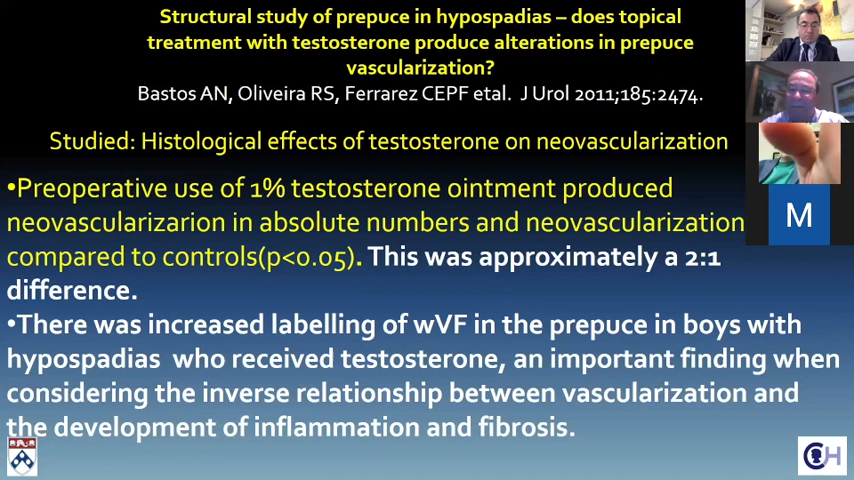 Structural study of prepuce in hypospadias – does topical
treatment with testosterone produce alterations in prepuce
vascularization?
Bastos AN, Oliveira RS, Ferrarez CEPF etal. J Urol 2011;185:2474.
Studied: Histological effects of testosterone on neovascularization
•Preoperative use of 1% testosterone ointment produced
neovascularizarion in absolute numbers and neovascularization
compared to controls(p<0.05). This was approximately a 2:1
difference.
•There was increased labelling of wVF in the prepuce in boys with
hypospadias who received testosterone, an important finding when
considering the inverse relationship between vascularization and
the development of inflammation and fibrosis.
M
CH